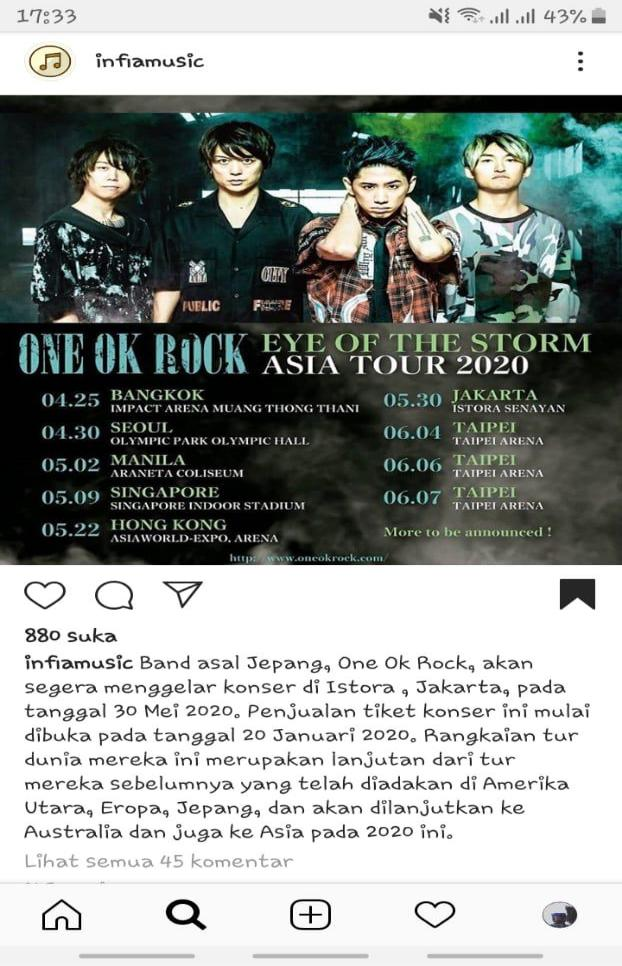 17:33
43%
infiamusic
CITY
PUBLIC FIGURE
ONE OK ROCK
EYE OF THE STORM
ASIA TOUR 2020
04.25 BANGKOK
IMPACT ARENA MUANG THONG THANI
04.30 SEOUL
OLYMPIC PARK OLYMPIC HALL
05.02 MANILA
ARANETA COLISEUM
05.09 SINGAPORE
SINGAPORE INDOOR STADIUM
05.22 HONG KONG
ASIAWORLD-EXPO, ARENA
05.30 JAKARTA
ISTORA SENAYAN
06.04 TAIPEI
TAIPEI ARENA
06.06 TAIPEI
TAIPEI ARENA
06.07 TAIPEI
TAIPEI ARENA
More to be announced !
http://www.oneokrock.com/
880 suka
infiamusic Band asal Jepang, One Ok Rock, akan
segera menggelar konser di Istora , Jakarta, pada
tanggal 30 Mei 2020. Penjualan tiket konser ini mulai
dibuka pada tanggal 20 Januari 2020. Rangkaian tur
dunia mereka ini merupakan lanjutan dari tur
mereka sebelumnya yang telah diadakan di Amerika
Utara, Eropa, Jepang, dan akan dilanjutkan ke
Australia dan juga ke Asia pada 2020 ini.
Lihat semua 45 komentar